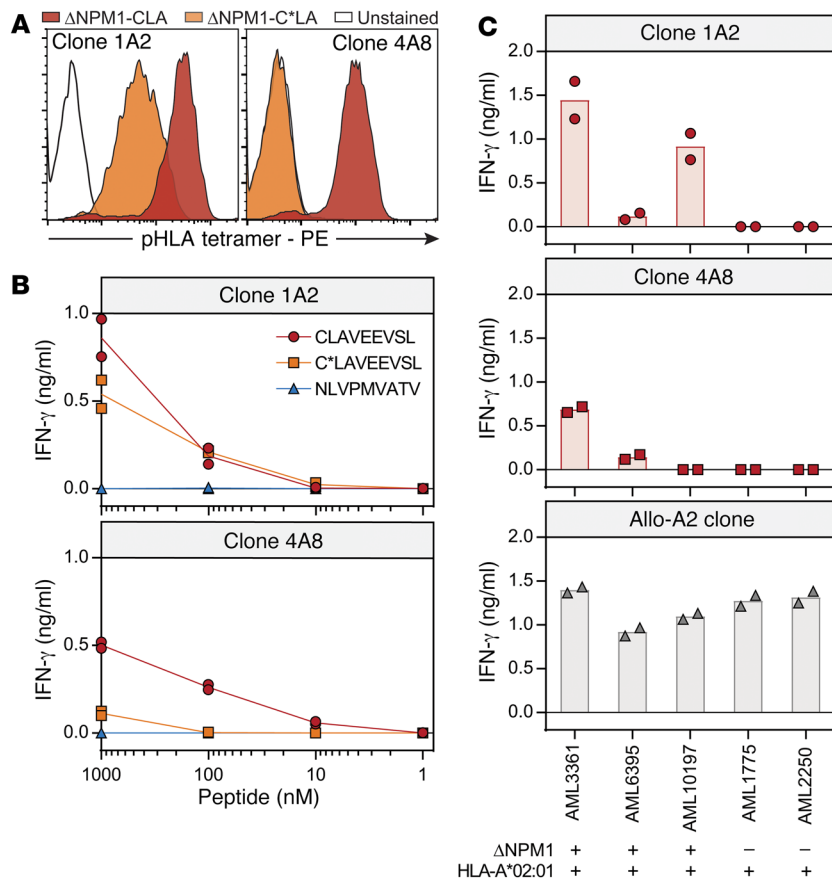 A
ΔNPM1-CLA ΔNPM1-C*LA Unstained
Clone 1A2 Clone 4A8
pHLA tetramer - PE
B
Clone 1A2
1.0
0.5
0.0
IFN-γ (ng/ml)
CLAVEEVSL
C*LAVEEVSL
NLVPMVATV
Clone 4A8
1.0
0.5
0.0
IFN-γ (ng/ml)
1000 100 10 1
Peptide (nM)
C
Clone 1A2
2.0
1.5
1.0
0.5
0.0
IFN-γ (ng/ml)
Clone 4A8
2.0
1.5
1.0
0.5
0.0
IFN-γ (ng/ml)
Allo-A2 clone
2.0
1.5
1.0
0.5
0.0
IFN-γ (ng/ml)
AML3361 AML6395 AML10197 AML1775 AML2250
ΔNPM1 + + + – –
HLA-A*02:01 + + + + +